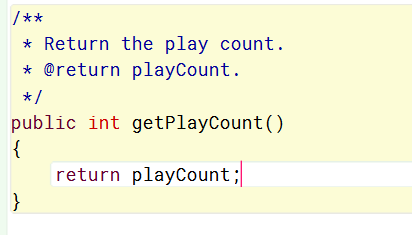 /**
 * Return the play count.
 * @return playCount.
 */
public int getPlayCount()
{
    return playCount;
}